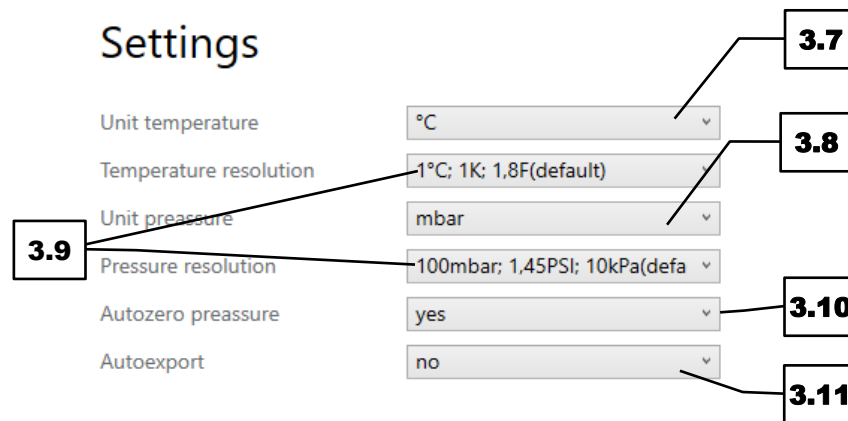 Settings
3.7
Unit temperature °C
3.8
Temperature resolution 1°C; 1K; 1,8F(default)
Unit preassure mbar
3.9
Pressure resolution 100mbar; 1,45PSI; 10kPa(defa
Autozero preassure yes
3.10
Autoexport no
3.11